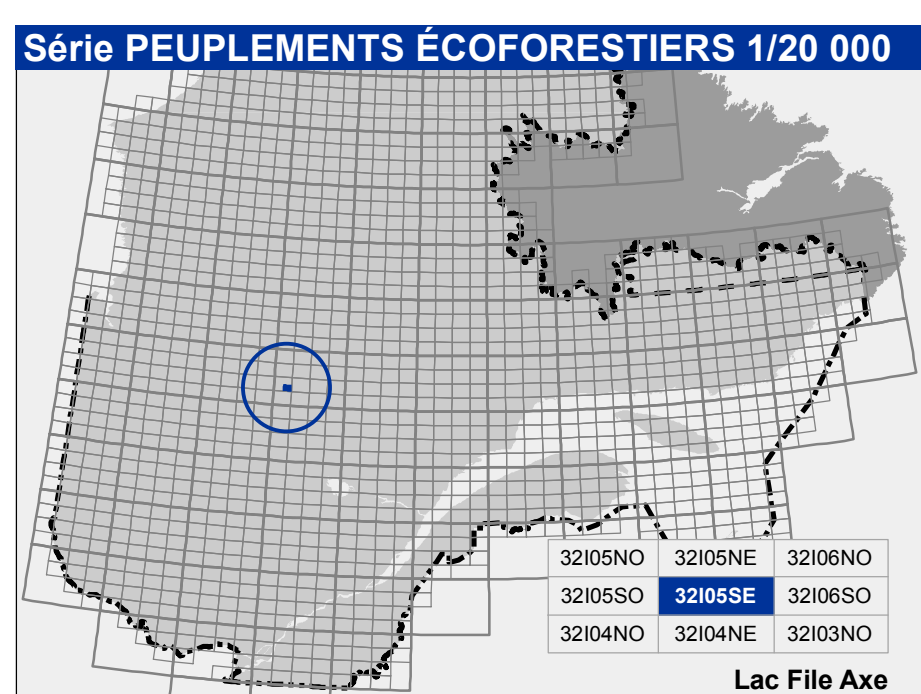 Série PEUPLEMENTS ÉCOFORESTIERS 1/20 000
32I05NO 32I05NE 32I06NO
32I05SO 32I05SE 32I06SO
32I04NO 32I04NE 32I03NO
Lac File Axe